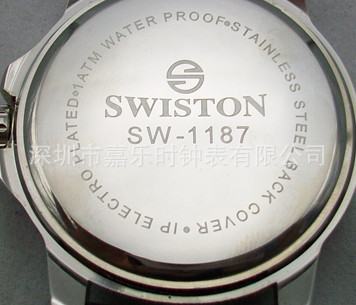 1ATM WATER PROOF•STAINLESS STEEL BACK COVER•IP ELECTRO PLATED•
SWISTON
SW-1187
深圳市嘉乐时钟表有限公司